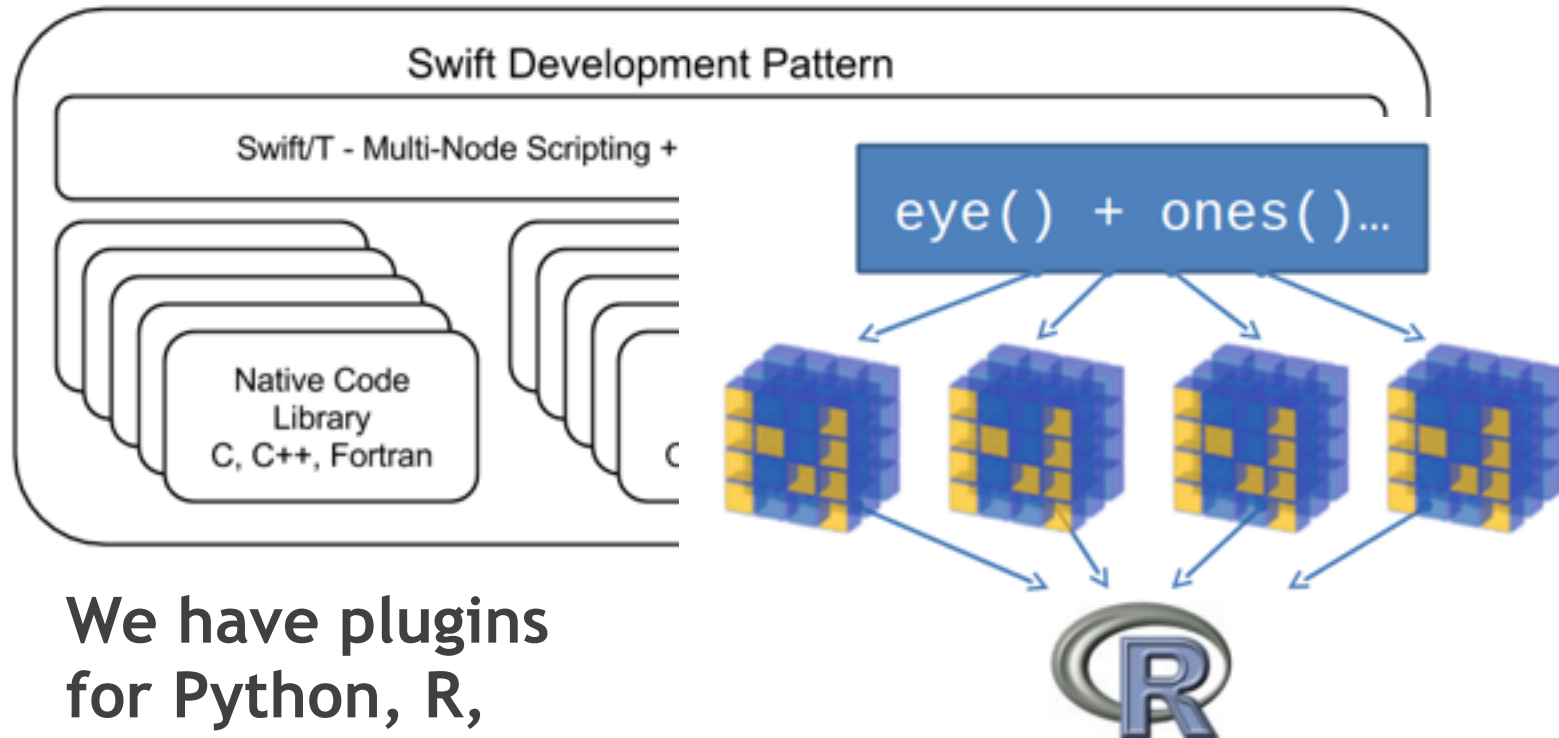 Swift Development Pattern
Swift/T - Multi-Node Scripting +
eye() + ones()…
Native Code
Library
C, C++, Fortran
We have plugins
for Python, R,
R